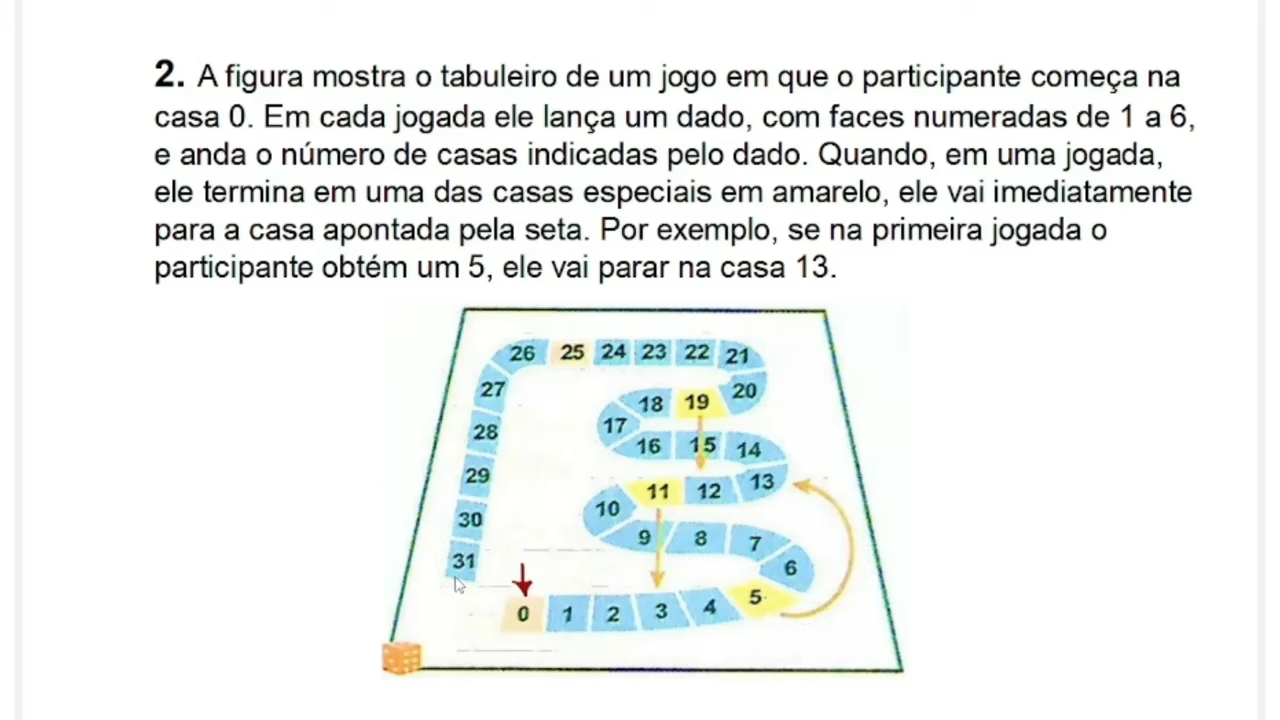 2. A figura mostra o tabuleiro de um jogo em que o participante começa na
casa 0. Em cada jogada ele lança um dado, com faces numeradas de 1 a 6,
e anda o número de casas indicadas pelo dado. Quando, em uma jogada,
ele termina em uma das casas especiais em amarelo, ele vai imediatamente
para a casa apontada pela seta. Por exemplo, se na primeira jogada o
participante obtém um 5, ele vai parar na casa 13.
26 25 24 23 22 21
27 18 19 20
17
28 16 15 14
29 11 12 13
30 10 9 8 7
31 6
0 1 2 3 4 5